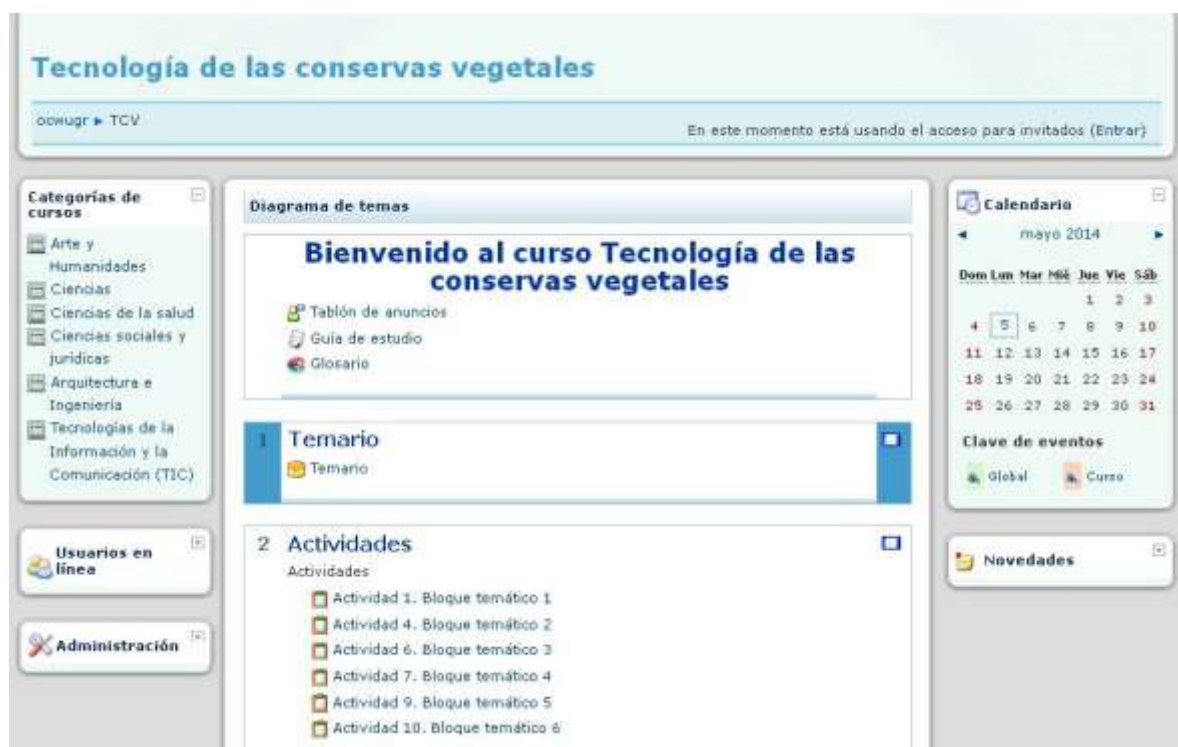 Tecnología de las conservas vegetales
ocwugr ► TCV
En este momento está usando el acceso para invitados (Entrar)
Categorías de
cursos
Arte y
Humanidades
Ciencias
Ciencias de la salud
Ciencias sociales y
jurídicas
Arquitectura e
Ingeniería
Tecnologías de la
Información y la
Comunicación (TIC)
Usuarios en
línea
Administración
Diagrama de temas
Bienvenido al curso Tecnología de las
conservas vegetales
Tablón de anuncios
Guía de estudio
Glosario
1 Temario
Temario
2 Actividades
Actividades
Actividad 1. Bloque temático 1
Actividad 4. Bloque temático 2
Actividad 6. Bloque temático 3
Actividad 7. Bloque temático 4
Actividad 9. Bloque temático 5
Actividad 10. Bloque temático 6
Calendario
◄ mayo 2014 ►
Dom Lun Mar Mié Jue Vie Sáb
1 2 3
4 5 6 7 8 9 10
11 12 13 14 15 16 17
18 19 20 21 22 23 24
25 26 27 28 29 30 31
Clave de eventos
Global Curso
Novedades